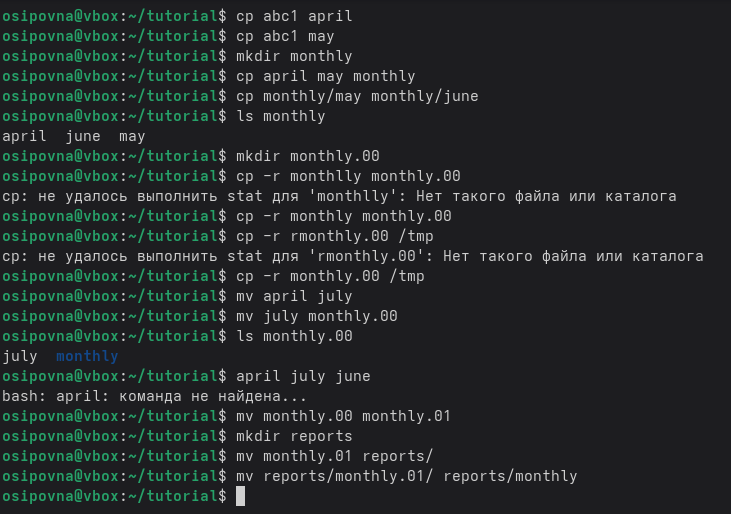 osipovna@vbox:~/tutorial$ cp abc1 april
osipovna@vbox:~/tutorial$ cp abc1 may
osipovna@vbox:~/tutorial$ mkdir monthly
osipovna@vbox:~/tutorial$ cp april may monthly
osipovna@vbox:~/tutorial$ cp monthly/may monthly/june
osipovna@vbox:~/tutorial$ ls monthly
april  june  may
osipovna@vbox:~/tutorial$ mkdir monthly.00
osipovna@vbox:~/tutorial$ cp -r monthlly monthly.00
cp: не удалось выполнить stat для 'monthlly': Нет такого файла или каталога
osipovna@vbox:~/tutorial$ cp -r monthly monthly.00
osipovna@vbox:~/tutorial$ cp -r rmonthly.00 /tmp
cp: не удалось выполнить stat для 'rmonthly.00': Нет такого файла или каталога
osipovna@vbox:~/tutorial$ cp -r monthly.00 /tmp
osipovna@vbox:~/tutorial$ mv april july
osipovna@vbox:~/tutorial$ mv july monthly.00
osipovna@vbox:~/tutorial$ ls monthly.00
july  monthly
osipovna@vbox:~/tutorial$ april july june
bash: april: команда не найдена...
osipovna@vbox:~/tutorial$ mv monthly.00 monthly.01
osipovna@vbox:~/tutorial$ mkdir reports
osipovna@vbox:~/tutorial$ mv monthly.01 reports/
osipovna@vbox:~/tutorial$ mv reports/monthly.01/ reports/monthly
osipovna@vbox:~/tutorial$